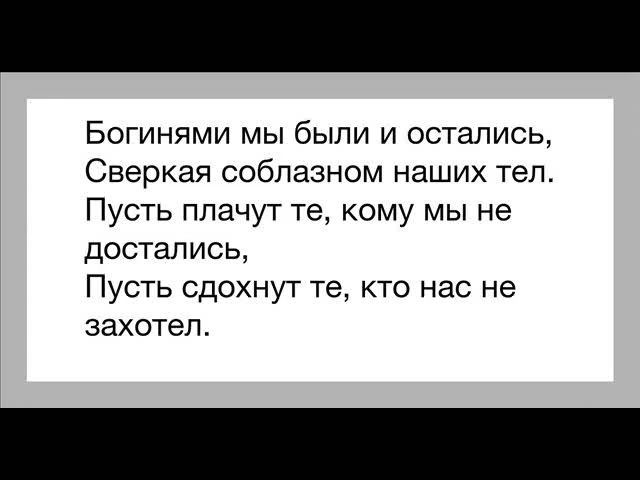 Богинями мы были и остались,
Сверкая соблазном наших тел.
Пусть плачут те, кому мы не
достались,
Пусть сдохнут те, кто нас не
захотел.